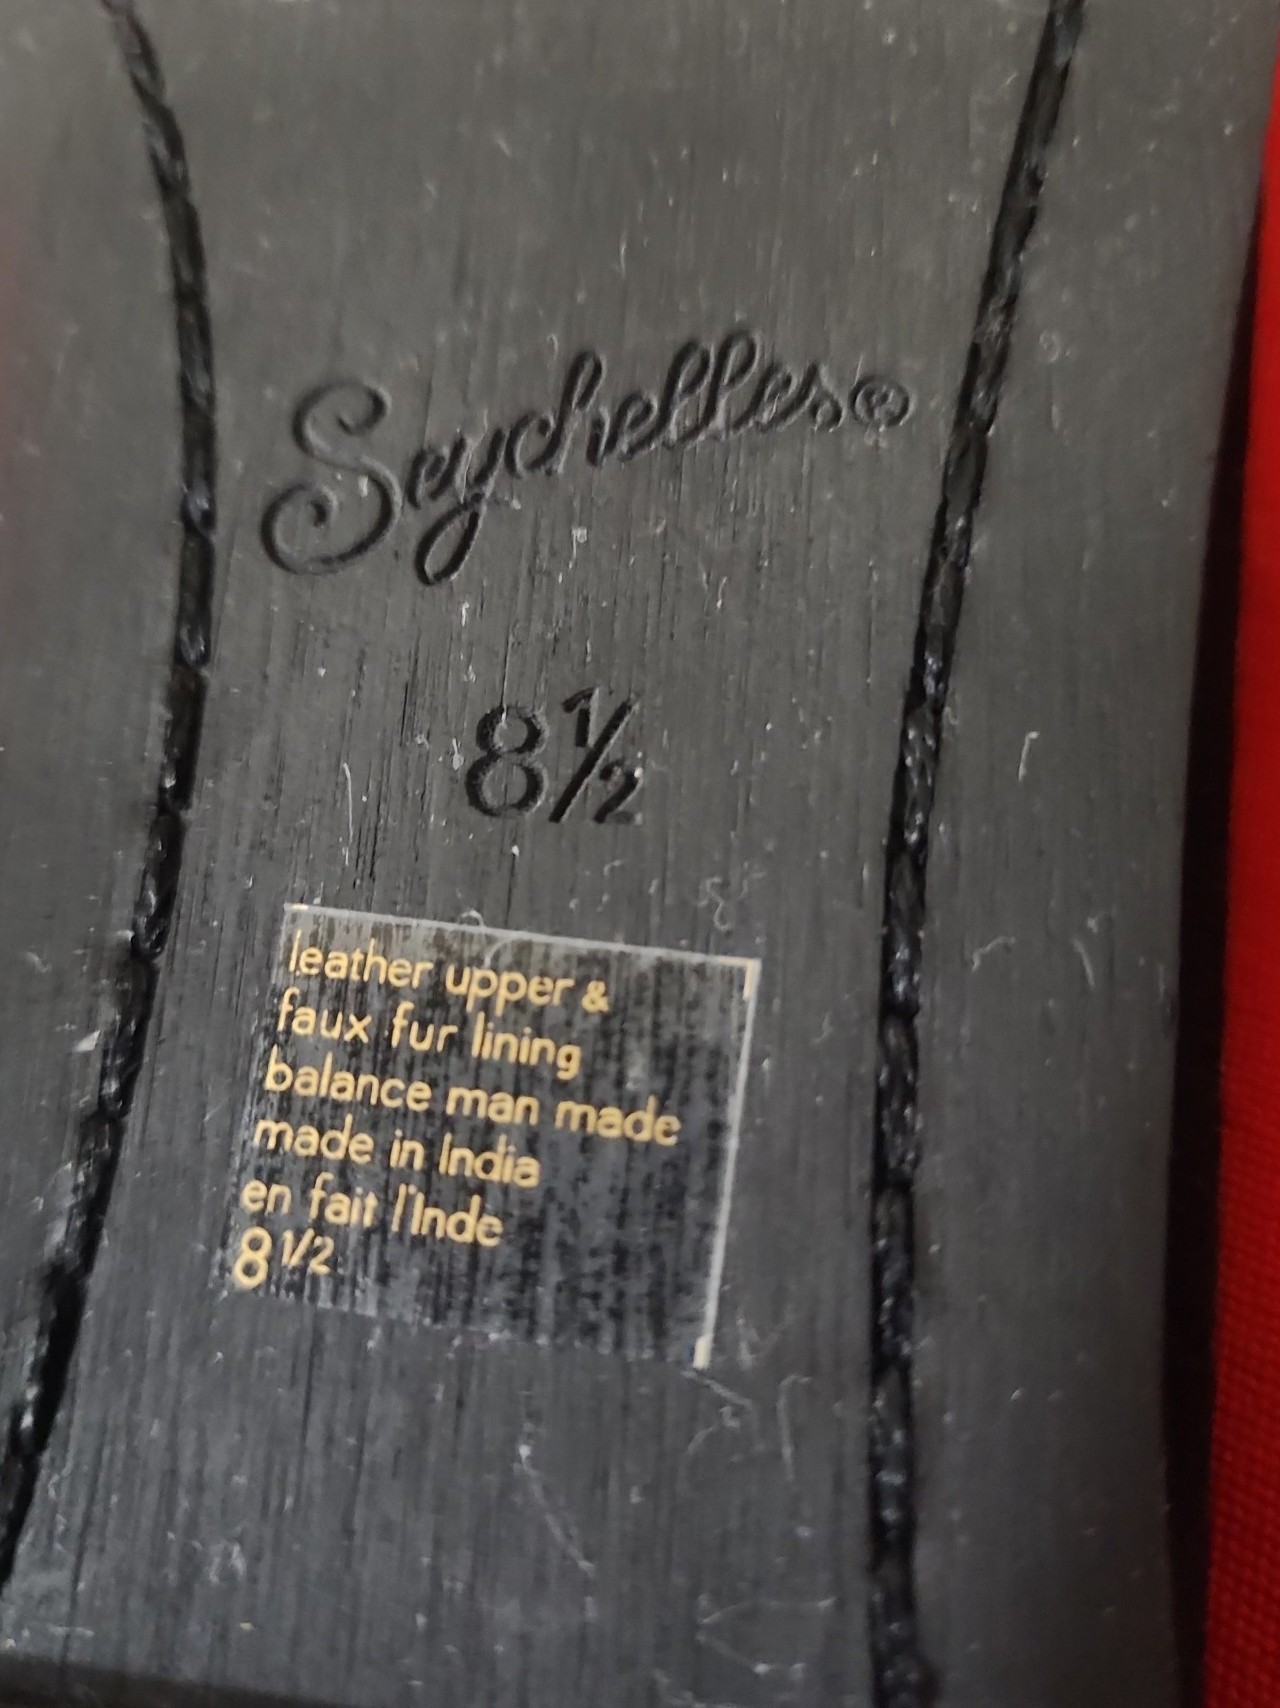 Seychelles®
8½
leather upper &
faux fur lining
balance man made
made in India
en fait l'Inde
8 1/2